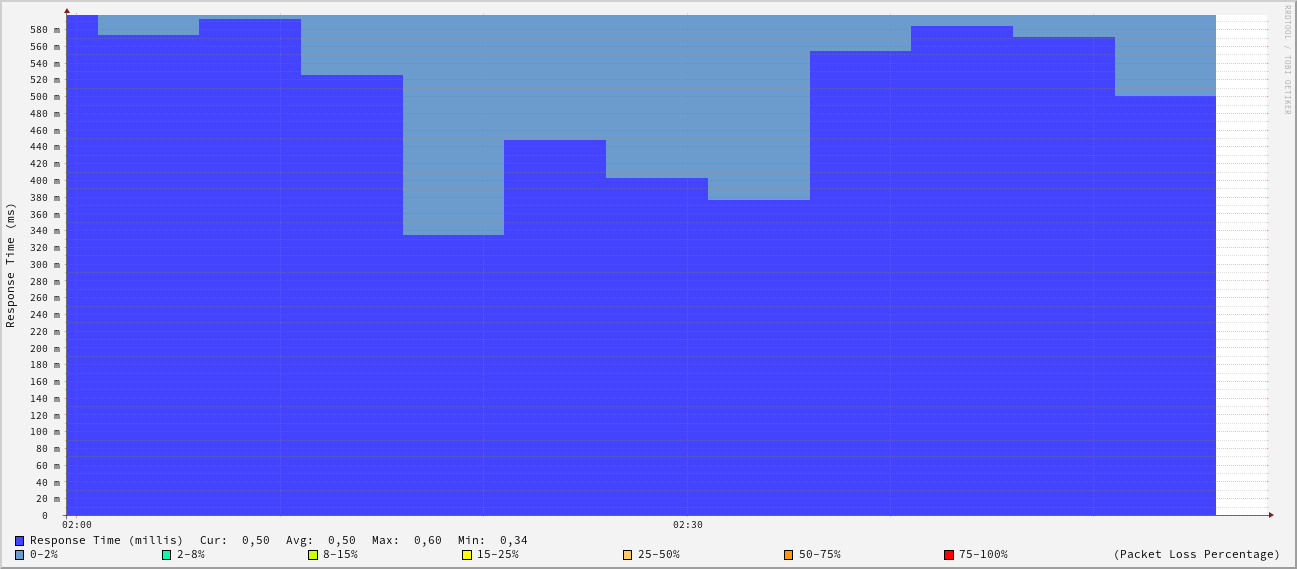 RRDTOOL / TOBI OETIKER
Response Time (ms)
580 m
560 m
540 m
520 m
500 m
480 m
460 m
440 m
420 m
400 m
380 m
360 m
340 m
320 m
300 m
280 m
260 m
240 m
220 m
200 m
180 m
160 m
140 m
120 m
100 m
80 m
60 m
40 m
20 m
0
02:00 02:30
Response Time (millis) Cur: 0,50 Avg: 0,50 Max: 0,60 Min: 0,34
0-2% 2-8% 8-15% 15-25% 25-50% 50-75% 75-100% (Packet Loss Percentage)